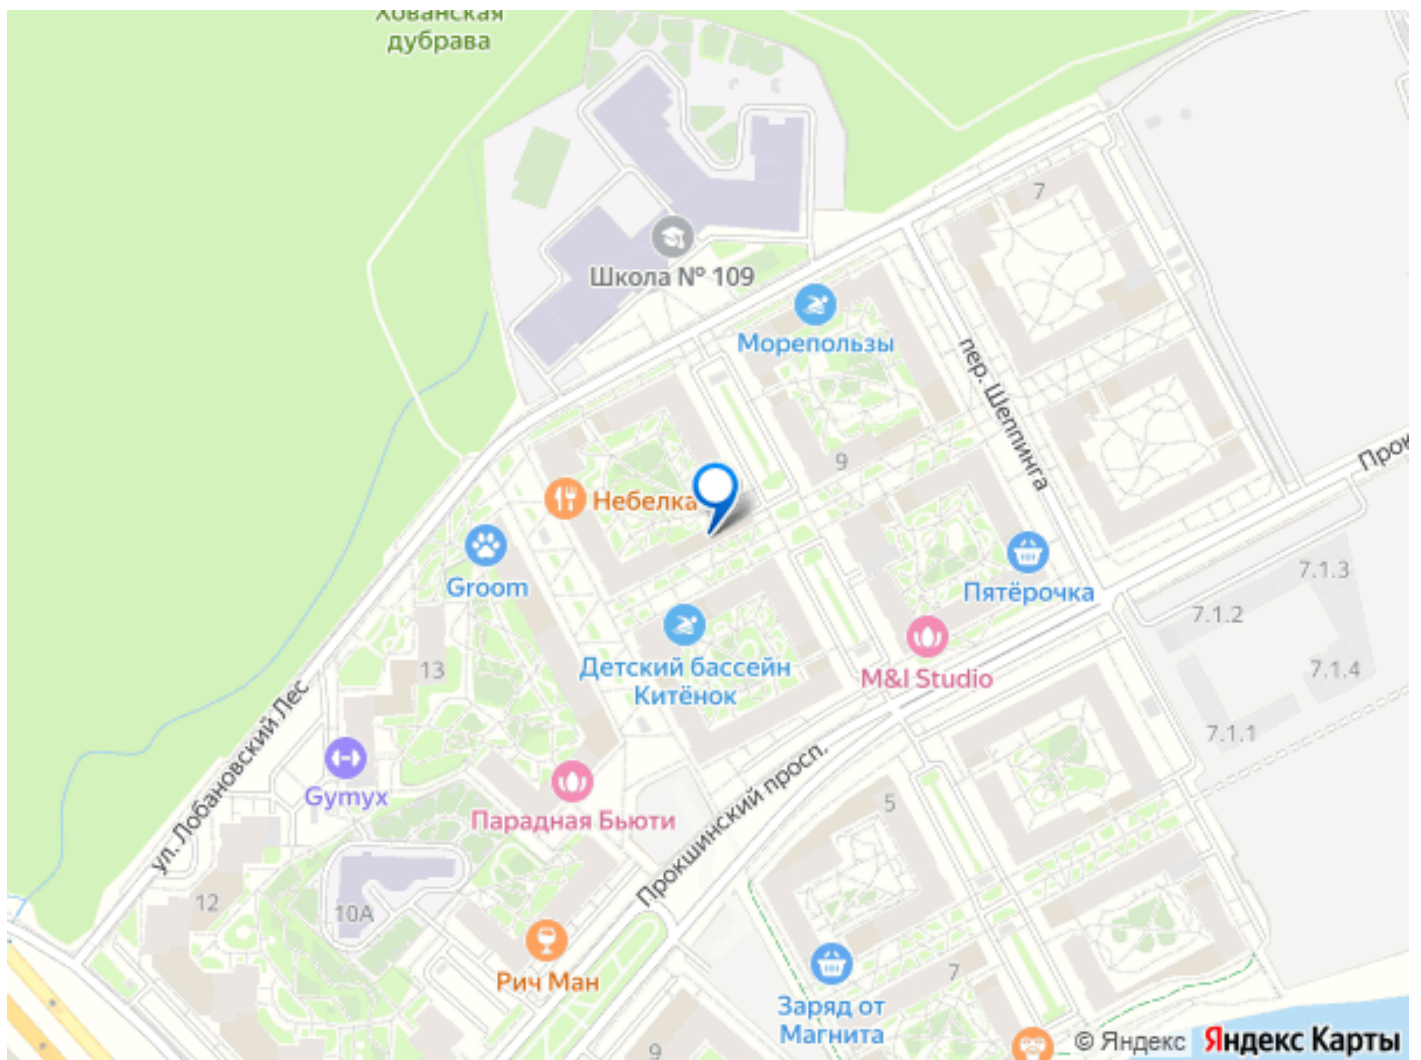 Хованская
дубрава
7
Школа № 109
Морепользы
пер. Шеппинга
9
Прок
Небелка
Groom
Пятёрочка
7.1.3
7.1.2
Детский бассейн
Китёнок
13
M&I Studio
7.1.4
7.1.1
ул. Лобановский Лес
Gymyx
Парадная Бьюти
Прокшинский просп.
5
12
10А
Рич Ман
7
Заряд от
Магнита
9
© Яндекс Яндекс Карты